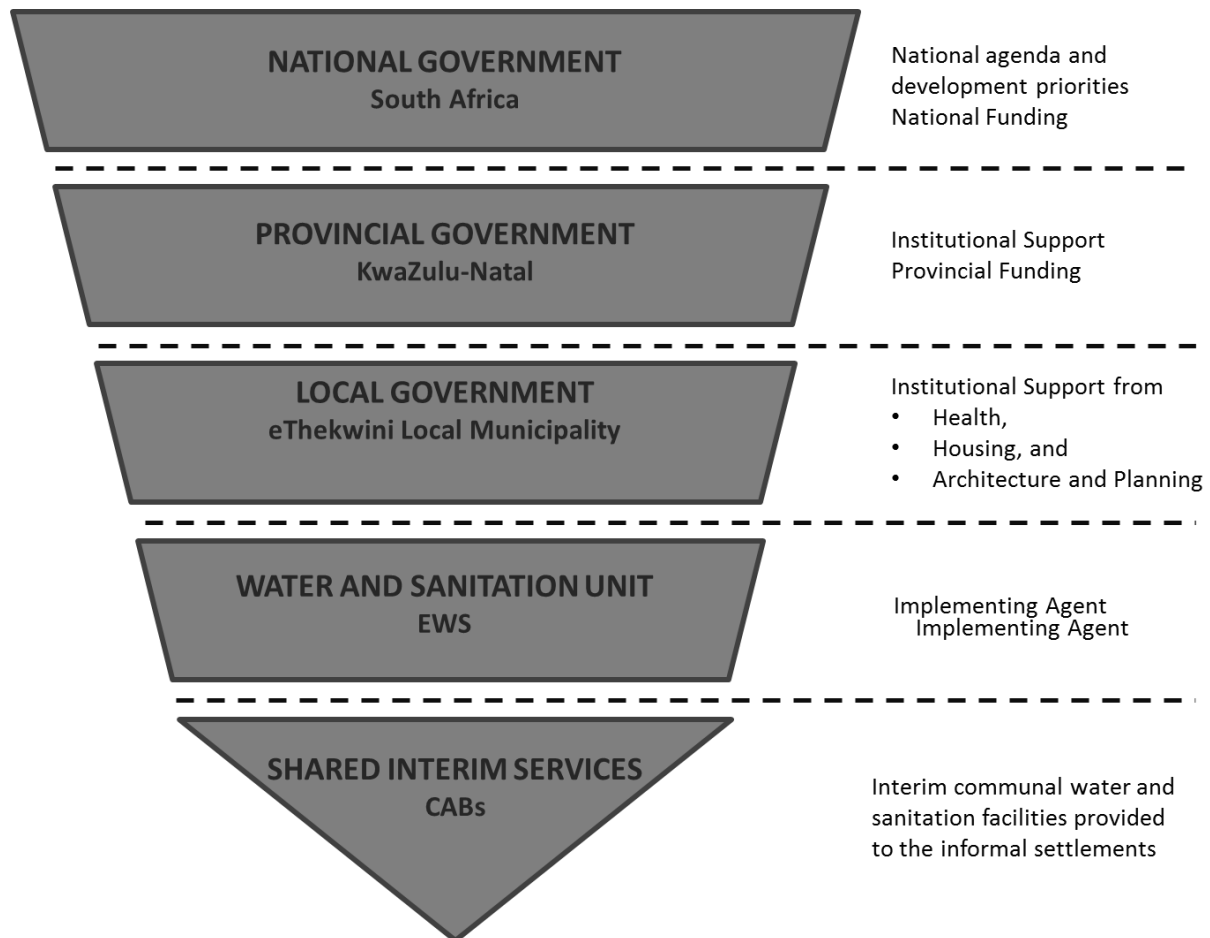 NATIONAL GOVERNMENT
South Africa
National agenda and
development priorities
National Funding
PROVINCIAL GOVERNMENT
KwaZulu-Natal
Institutional Support
Provincial Funding
LOCAL GOVERNMENT
eThekwini Local Municipality
Institutional Support from
• Health,
• Housing, and
• Architecture and Planning
WATER AND SANITATION UNIT
EWS
Implementing Agent
Implementing Agent
SHARED INTERIM SERVICES
CABs
Interim communal water and
sanitation facilities provided
to the informal settlements